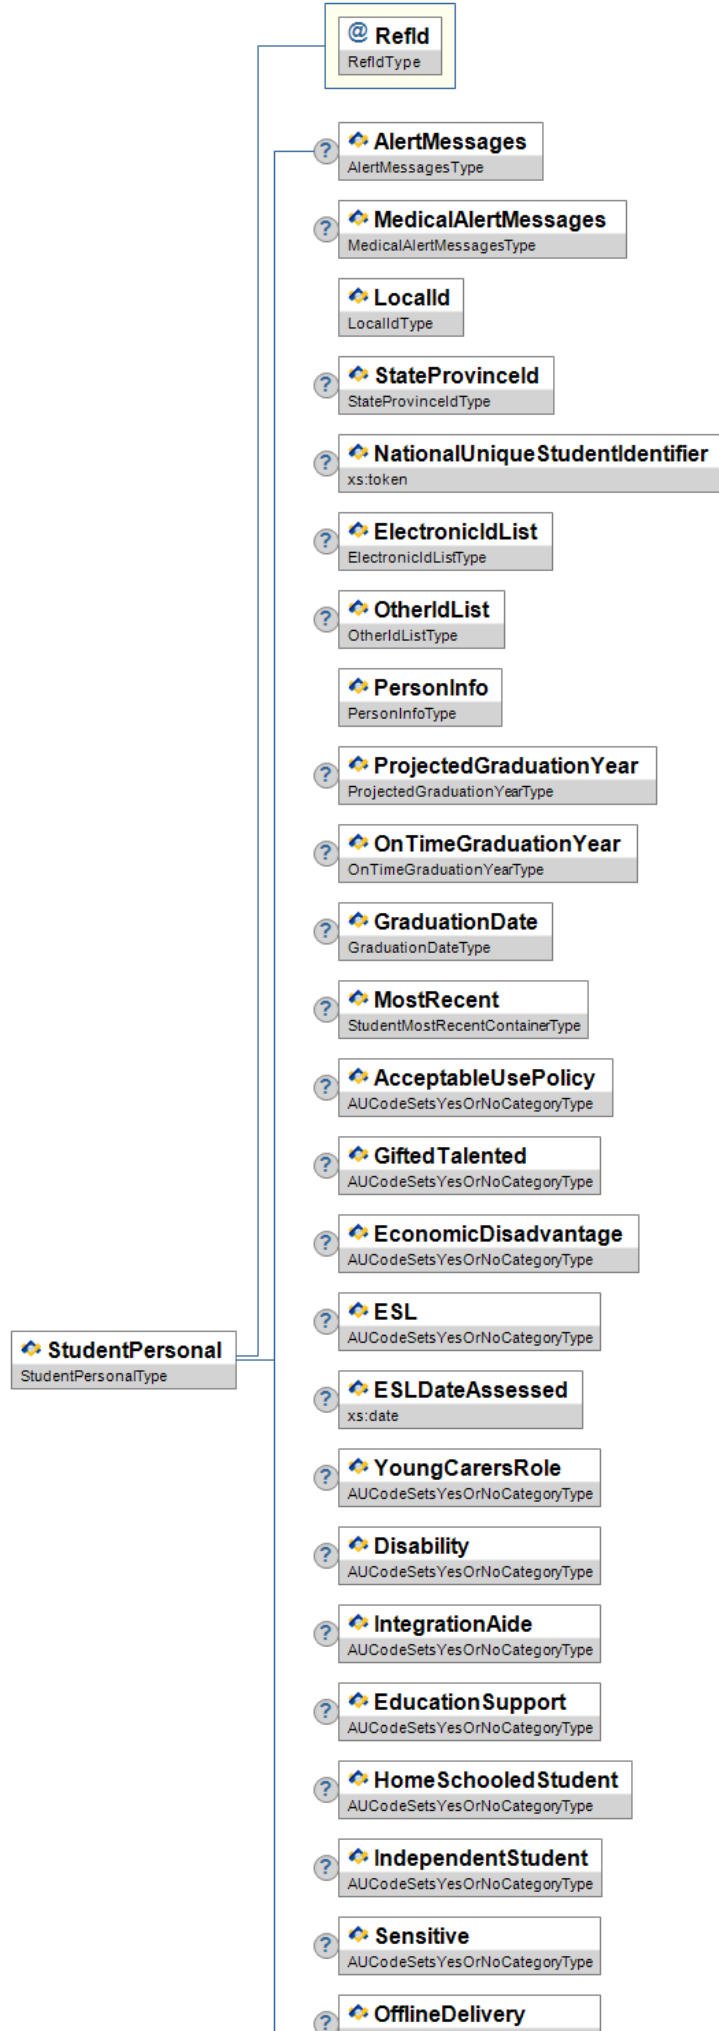 @ RefId
RefIdType
? AlertMessages
AlertMessagesType
? MedicalAlertMessages
MedicalAlertMessagesType
LocalId
LocalIdType
? StateProvinceId
StateProvinceIdType
? NationalUniqueStudentIdentifier
xs:token
? ElectronicIdList
ElectronicIdListType
? OtherIdList
OtherIdListType
PersonInfo
PersonInfoType
? ProjectedGraduationYear
ProjectedGraduationYearType
? OnTimeGraduationYear
OnTimeGraduationYearType
? GraduationDate
GraduationDateType
? MostRecent
StudentMostRecentContainerType
? AcceptableUsePolicy
AUCodeSetsYesOrNoCategoryType
? GiftedTalented
AUCodeSetsYesOrNoCategoryType
? EconomicDisadvantage
AUCodeSetsYesOrNoCategoryType
? ESL
AUCodeSetsYesOrNoCategoryType
StudentPersonal
StudentPersonalType
? ESLDateAssessed
xs:date
? YoungCarersRole
AUCodeSetsYesOrNoCategoryType
? Disability
AUCodeSetsYesOrNoCategoryType
? IntegrationAide
AUCodeSetsYesOrNoCategoryType
? EducationSupport
AUCodeSetsYesOrNoCategoryType
? HomeSchooledStudent
AUCodeSetsYesOrNoCategoryType
? IndependentStudent
AUCodeSetsYesOrNoCategoryType
? Sensitive
AUCodeSetsYesOrNoCategoryType
? OfflineDelivery